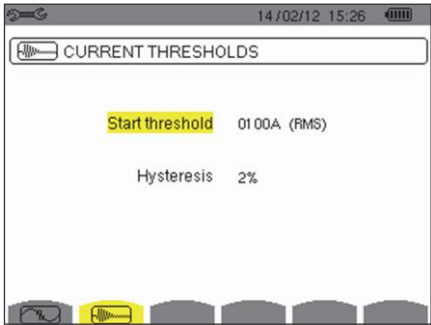 14/02/12 15:26
CURRENT THRESHOLDS
Start threshold 0100A (RMS)
Hysteresis 2%